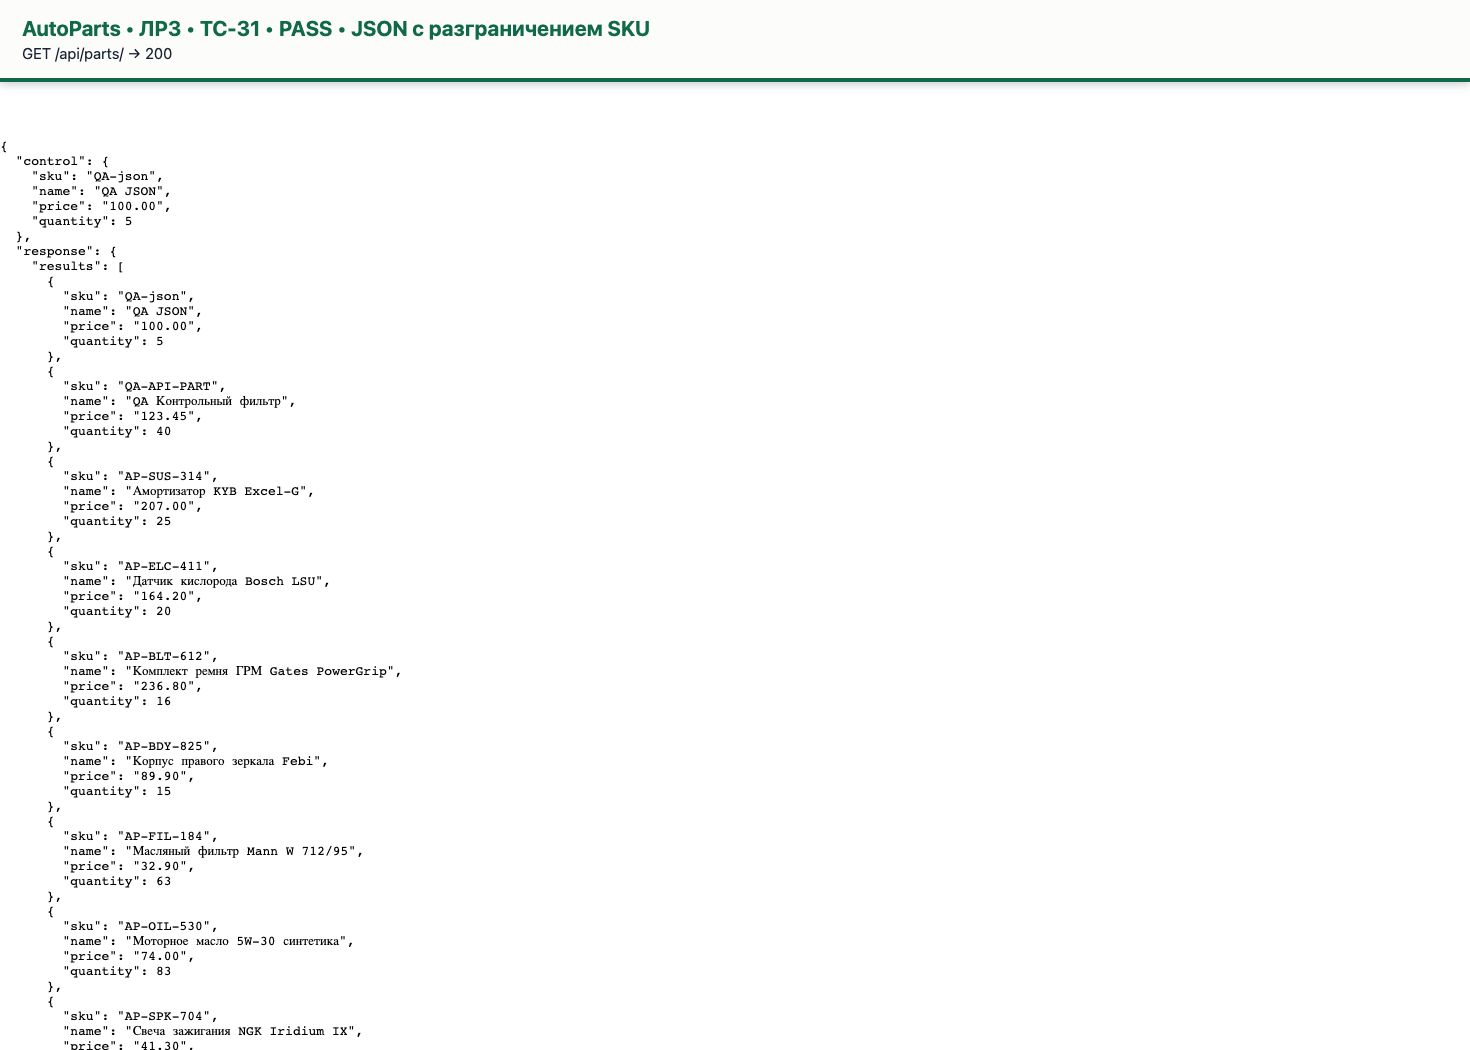 AutoParts • ЛР3 • TC-31 • PASS • JSON с разграничением SKU
GET /api/parts/ → 200
{
  "control": {
    "sku": "QA-json",
    "name": "QA JSON",
    "price": "100.00",
    "quantity": 5
  },
  "response": {
    "results": [
      {
        "sku": "QA-json",
        "name": "QA JSON",
        "price": "100.00",
        "quantity": 5
      },
      {
        "sku": "QA-API-PART",
        "name": "QA Контрольный фильтр",
        "price": "123.45",
        "quantity": 40
      },
      {
        "sku": "AP-SUS-314",
        "name": "Амортизатор KYB Excel-G",
        "price": "207.00",
        "quantity": 25
      },
      {
        "sku": "AP-ELC-411",
        "name": "Датчик кислорода Bosch LSU",
        "price": "164.20",
        "quantity": 20
      },
      {
        "sku": "AP-BLT-612",
        "name": "Комплект ремня ГРМ Gates PowerGrip",
        "price": "236.80",
        "quantity": 16
      },
      {
        "sku": "AP-BDY-825",
        "name": "Корпус правого зеркала Febi",
        "price": "89.90",
        "quantity": 15
      },
      {
        "sku": "AP-FIL-184",
        "name": "Масляный фильтр Mann W 712/95",
        "price": "32.90",
        "quantity": 63
      },
      {
        "sku": "AP-OIL-530",
        "name": "Моторное масло 5W-30 синтетика",
        "price": "74.00",
        "quantity": 83
      },
      {
        "sku": "AP-SPK-704",
        "name": "Свеча зажигания NGK Iridium IX",
        "price": "41.30",